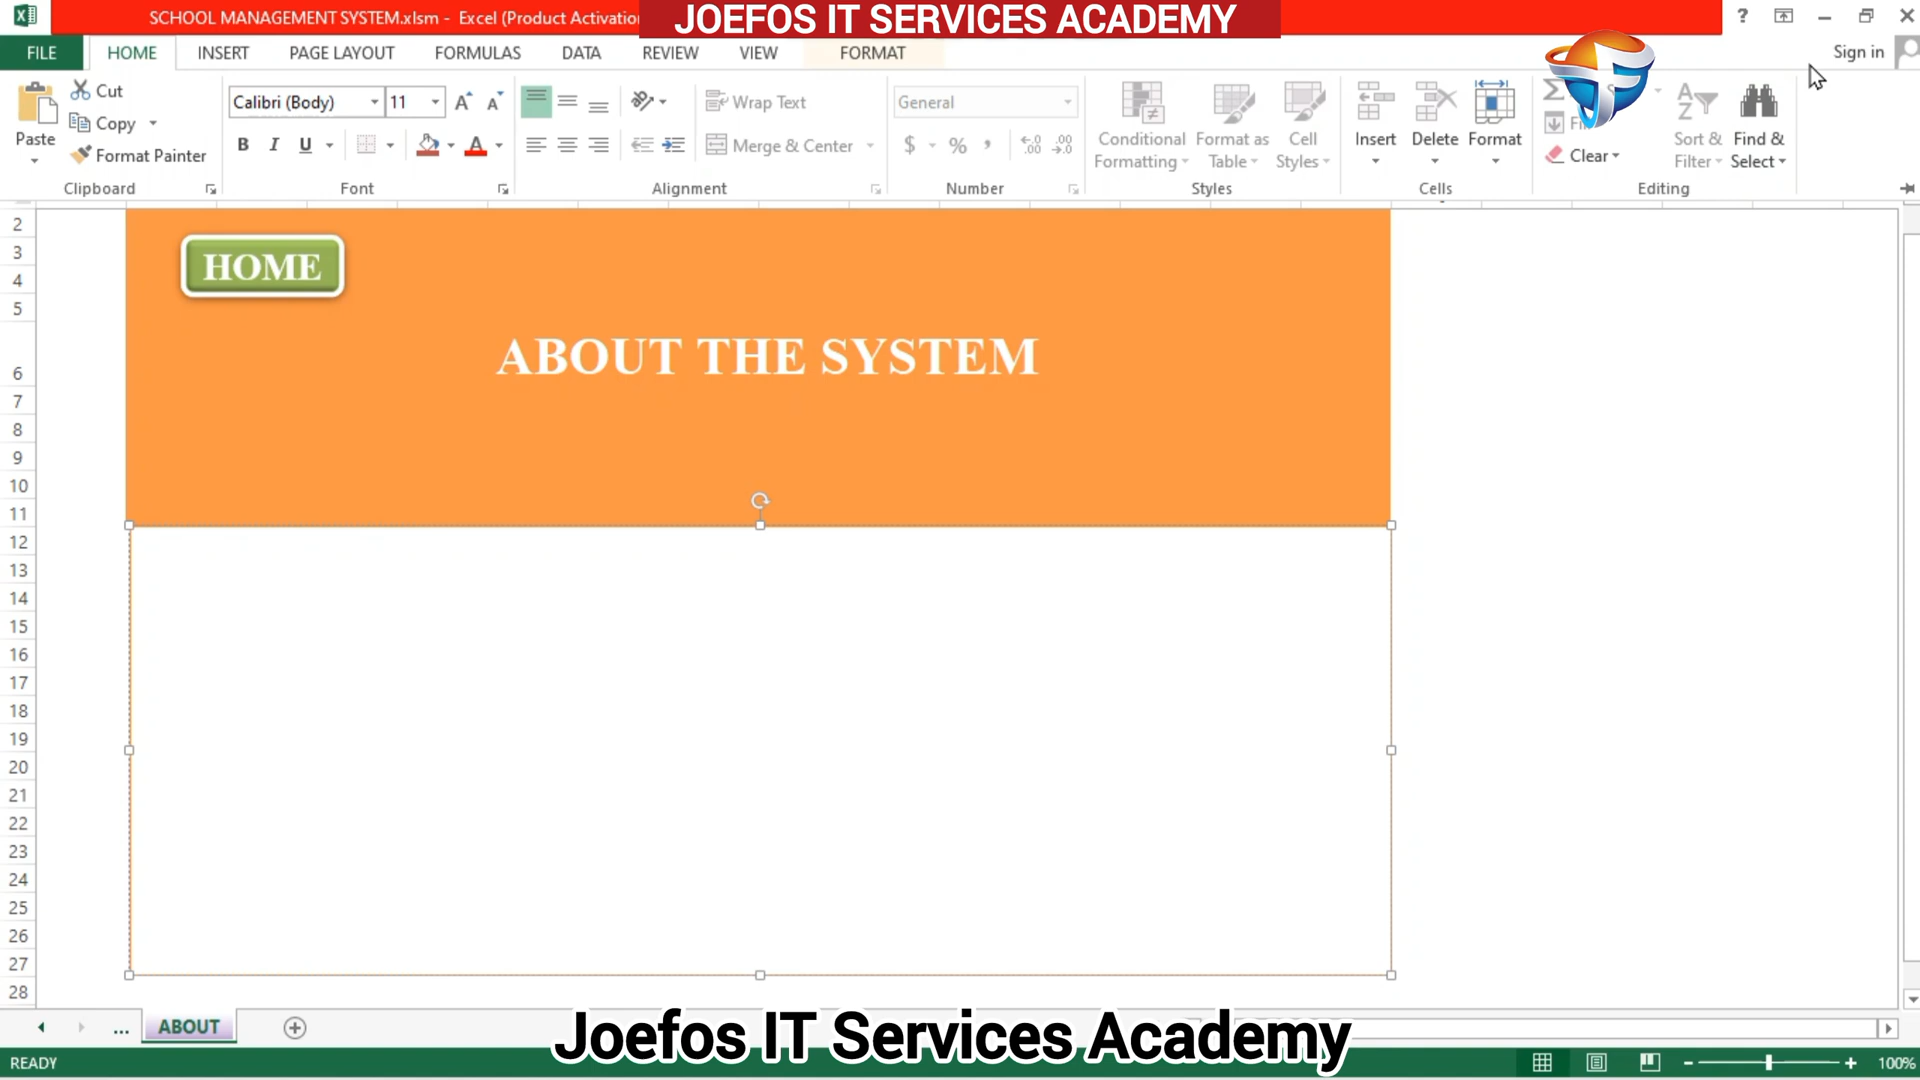 SCHOOL MANAGEMENT SYSTEM.xlsm - Excel (Product Activatio
JOEFOS IT SERVICES ACADEMY
FILE HOME INSERT PAGE LAYOUT FORMULAS DATA REVIEW VIEW FORMAT Sign in
Paste
Cut
Copy
Format Painter
Clipboard
Calibri (Body) 11
B I U
Font
Wrap Text
Merge & Center
Alignment
General
$ % ,
Number
Conditional Formatting
Format as Table
Cell Styles
Styles
Insert
Delete
Format
Cells
Clear
Sort & Filter
Find & Select
Editing
2
3
4
5
6
7
8
9
10
11
12
13
14
15
16
17
18
19
20
21
22
23
24
25
26
27
28
HOME
ABOUT THE SYSTEM
... ABOUT
Joefos IT Services Academy
READY
100%